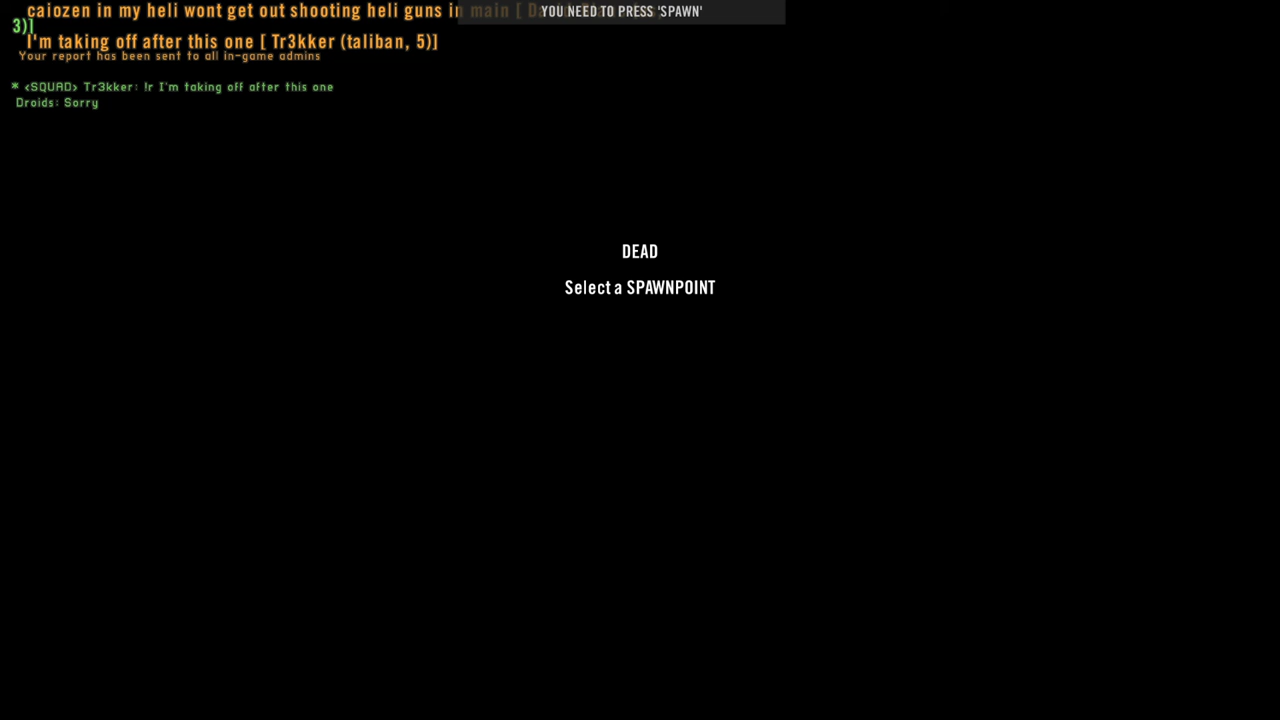 caiozen in my heli wont get out shooting heli guns in main [
YOU NEED TO PRESS 'SPAWN'
3)]
I'm taking off after this one [ Tr3kker (taliban, 5)]
Your report has been sent to all in-game admins
* <SQUAD> Tr3kker: !r I'm taking off after this one
Droids: Sorry
DEAD
Select a SPAWNPOINT